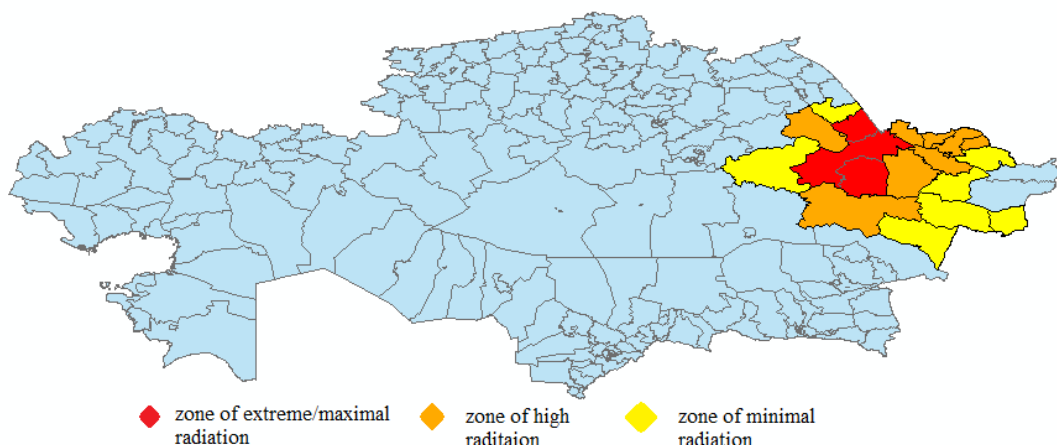 zone of extreme/maximal
radiation
zone of high
raditaion
zone of minimal
radiation